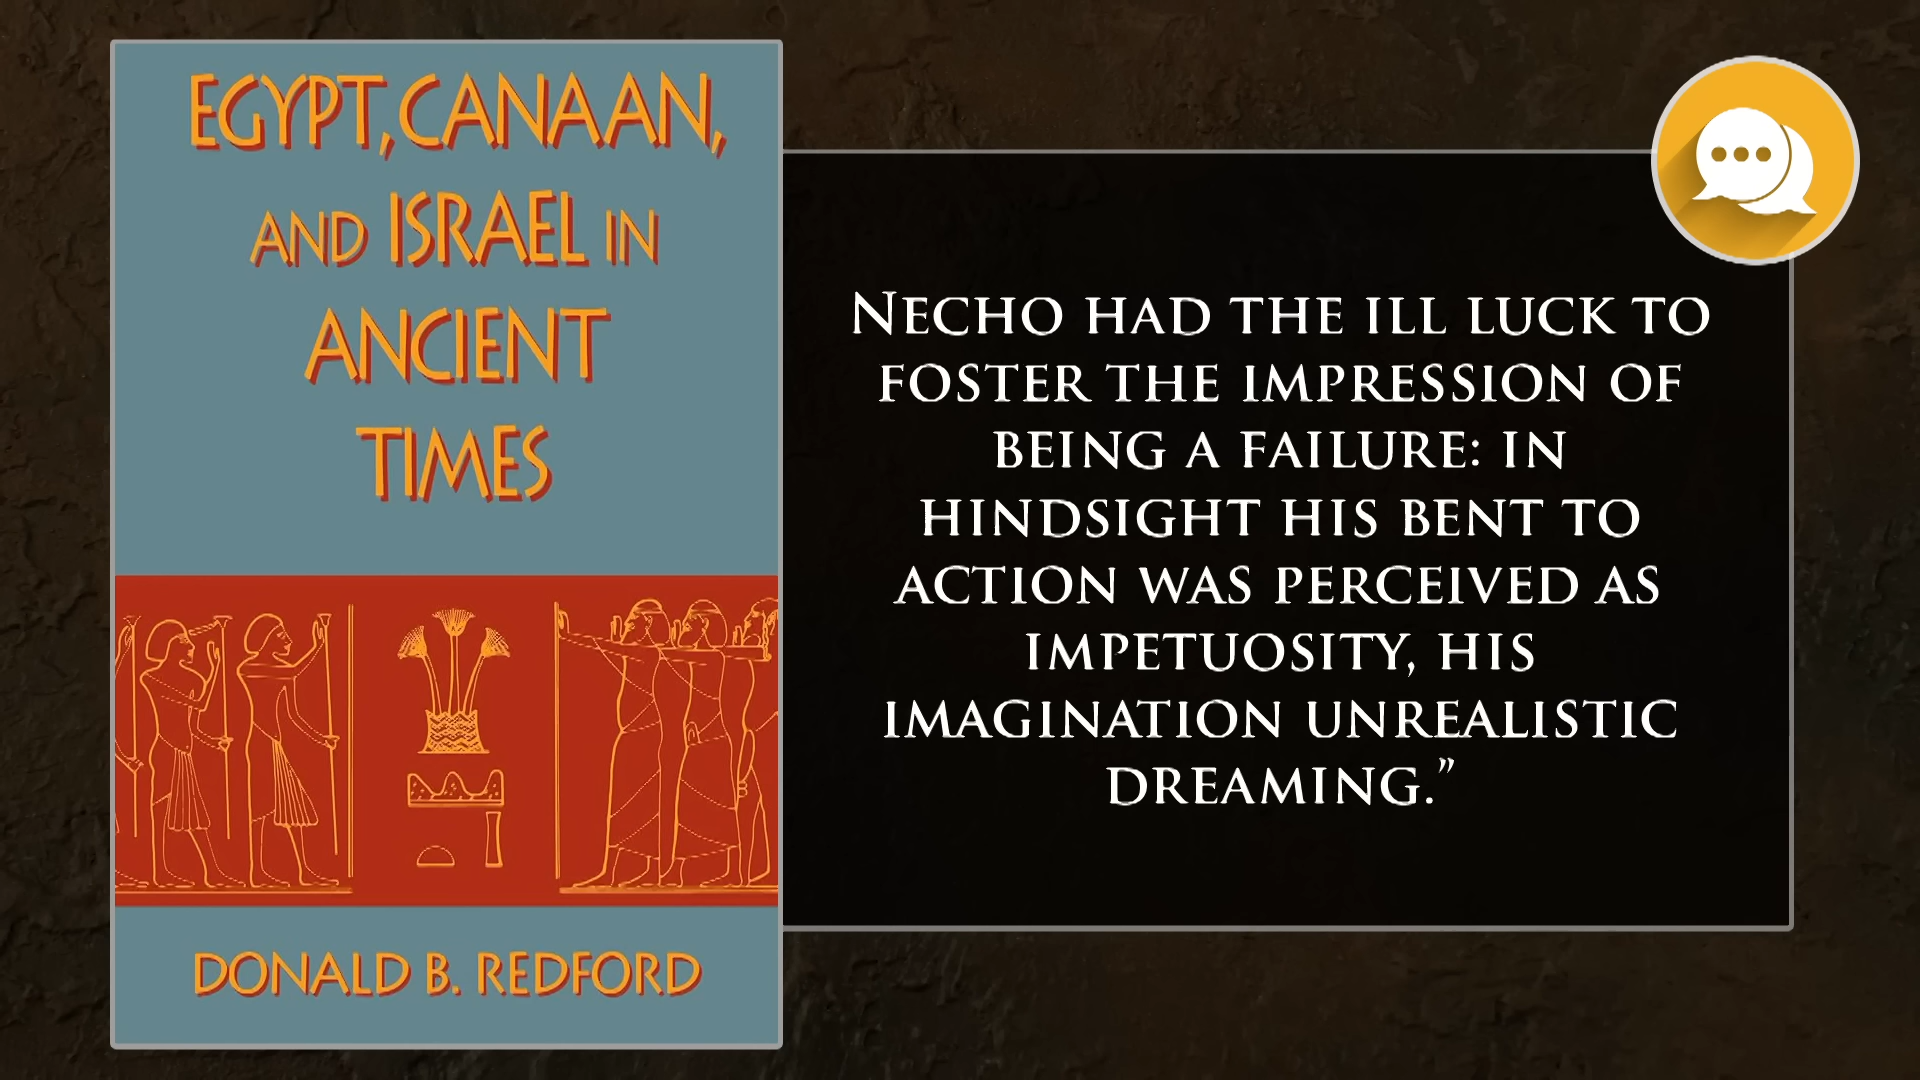 EGYPT, CANAAN,
AND ISRAEL IN
ANCIENT
TIMES
DONALD B. REDFORD
NECHO HAD THE ILL LUCK TO
FOSTER THE IMPRESSION OF
BEING A FAILURE: IN
HINDSIGHT HIS BENT TO
ACTION WAS PERCEIVED AS
IMPETUOSITY, HIS
IMAGINATION UNREALISTIC
DREAMING.”